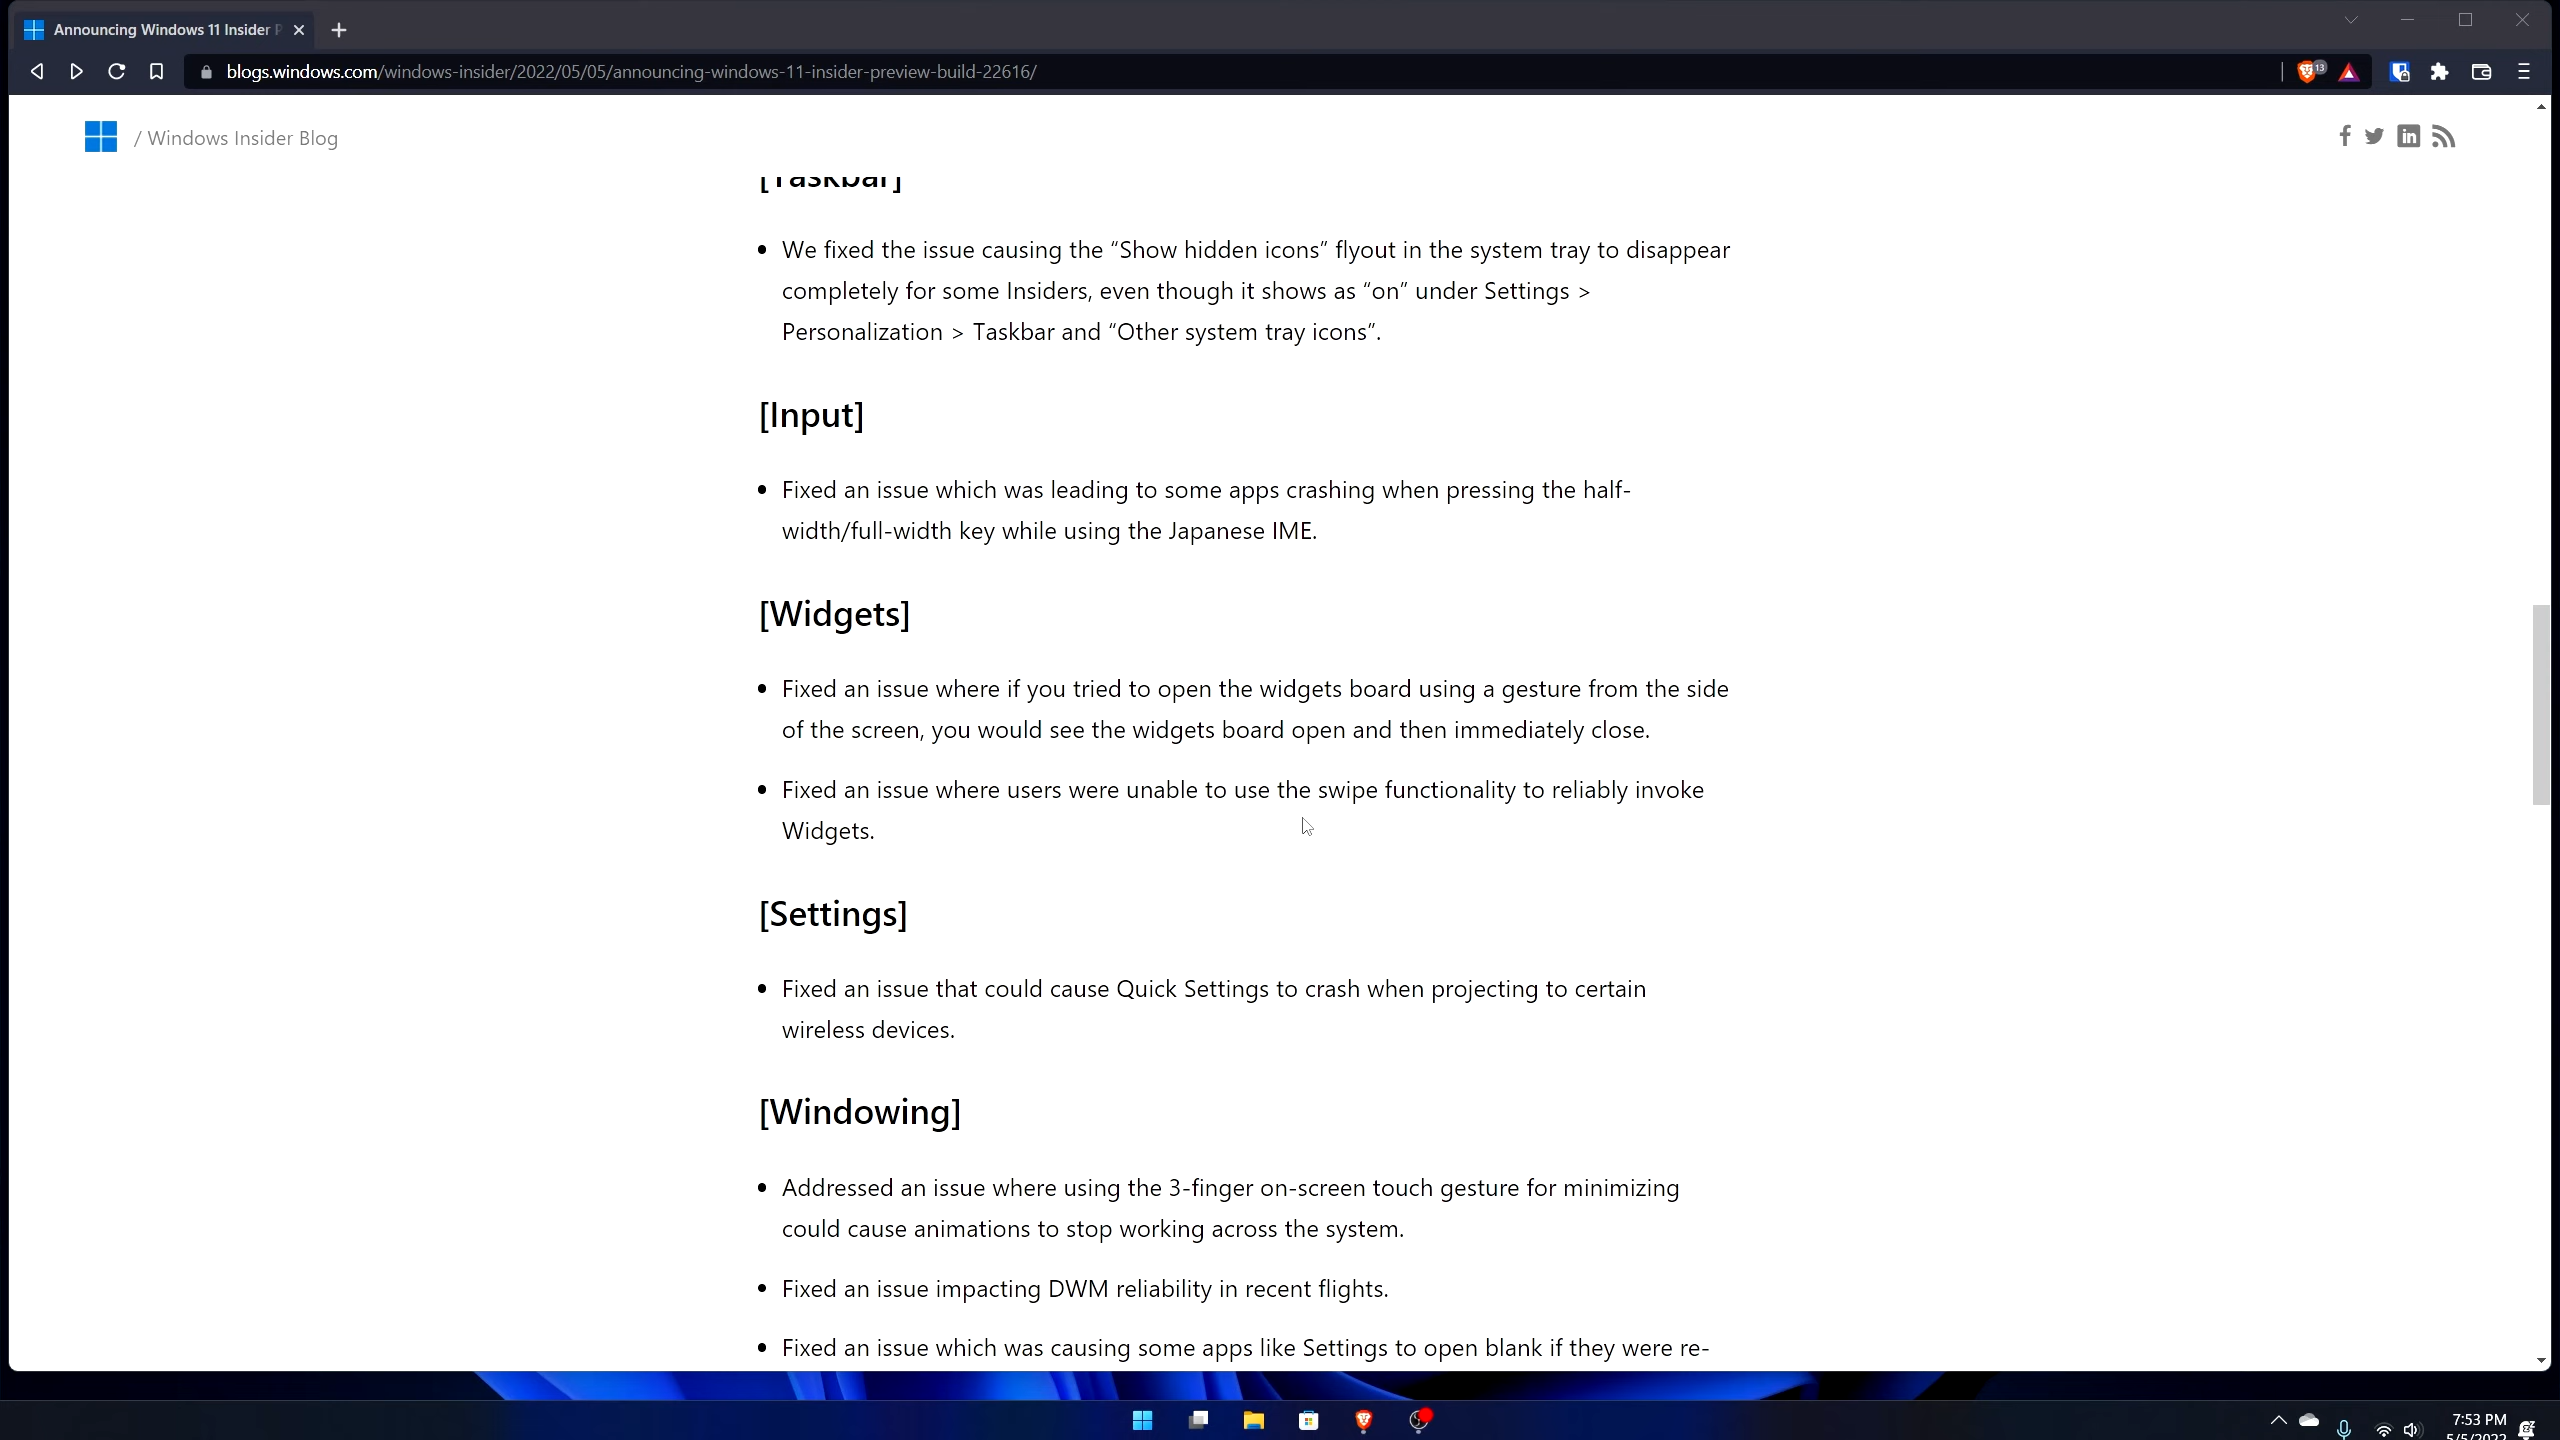 Announcing Windows 11 Insider P
blogs.windows.com/windows-insider/2022/05/05/announcing-windows-11-insider-preview-build-22616/
13
/ Windows Insider Blog
[Taskbar]
• We fixed the issue causing the “Show hidden icons” flyout in the system tray to disappear
completely for some Insiders, even though it shows as “on” under Settings >
Personalization > Taskbar and “Other system tray icons”.
[Input]
• Fixed an issue which was leading to some apps crashing when pressing the half-
width/full-width key while using the Japanese IME.
[Widgets]
• Fixed an issue where if you tried to open the widgets board using a gesture from the side
of the screen, you would see the widgets board open and then immediately close.
• Fixed an issue where users were unable to use the swipe functionality to reliably invoke
Widgets.
[Settings]
• Fixed an issue that could cause Quick Settings to crash when projecting to certain
wireless devices.
[Windowing]
• Addressed an issue where using the 3-finger on-screen touch gesture for minimizing
could cause animations to stop working across the system.
• Fixed an issue impacting DWM reliability in recent flights.
• Fixed an issue which was causing some apps like Settings to open blank if they were re-
7:53 PM
5/5/2022